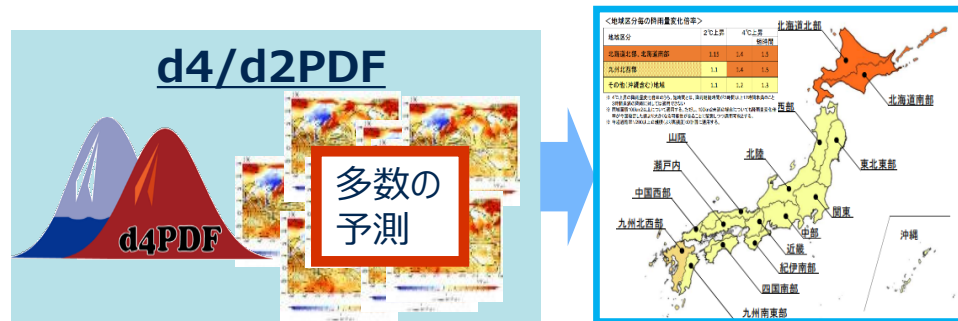 d4/d2PDF
d4PDF
多数の
予測
<地域区分毎の降雨量変化倍率>
地域区分 2℃上昇 4℃上昇
短時間
北海道北部、北海道南部 1.15 1.4 1.5
九州北西部 1.1 1.4 1.5
その他(沖縄含む)地域 1.1 1.2 1.3
北海道北部
北海道南部
西部
東北東部
山陰
北陸
瀬戸内
中国西部
関東
九州北西部
中部
沖縄
近畿
紀伊南部
四国南部
九州南東部